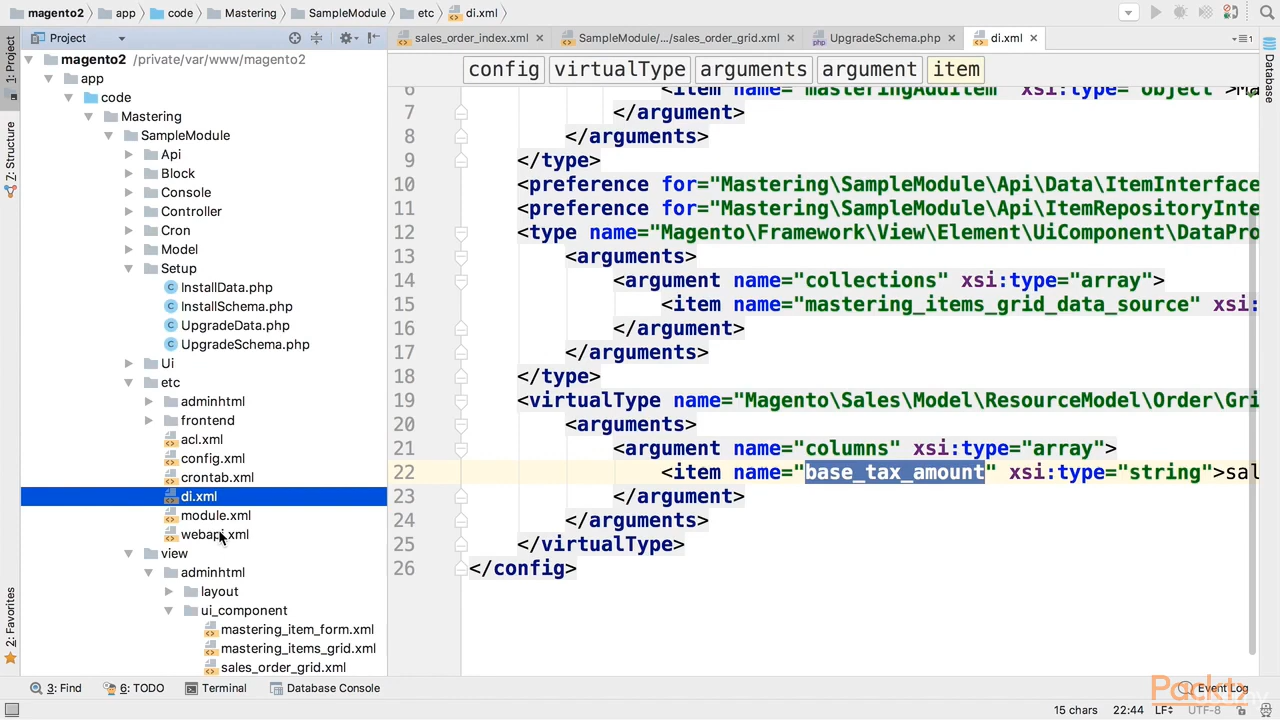 magento2 app code Mastering SampleModule etc di.xml
Project
sales_order_index.xml SampleModule/.../sales_order_grid.xml UpgradeSchema.php di.xml
1
1: Project
Z: Structure
2: Favorites
Database
magento2 /private/var/www/magento2
app
code
Mastering
SampleModule
Api
Block
Console
Controller
Cron
Model
Setup
InstallData.php
InstallSchema.php
UpgradeData.php
UpgradeSchema.php
Ui
etc
adminhtml
frontend
acl.xml
config.xml
crontab.xml
di.xml
module.xml
webapi.xml
view
adminhtml
layout
ui_component
mastering_item_form.xml
mastering_items_grid.xml
sales_order_grid.xml
config virtualType arguments argument item
6 <item name="masteringAddItem" xsi:type="object">Ma
7 </argument>
8 </arguments>
9 </type>
10 <preference for="Mastering\SampleModule\Api\Data\ItemInterface
11 <preference for="Mastering\SampleModule\Api\ItemRepositoryInte
12 <type name="Magento\Framework\View\Element\UiComponent\DataPro
13 <arguments>
14 <argument name="collections" xsi:type="array">
15 <item name="mastering_items_grid_data_source" xsi:
16 </argument>
17 </arguments>
18 </type>
19 <virtualType name="Magento\Sales\Model\ResourceModel\Order\Gri
20 <arguments>
21 <argument name="columns" xsi:type="array">
22 <item name="base_tax_amount" xsi:type="string">sal
23 </argument>
24 </arguments>
25 </virtualType>
26 </config>
3: Find 6: TODO Terminal Database Console Event Log
Packt
15 chars 22:44 LF UTF-8